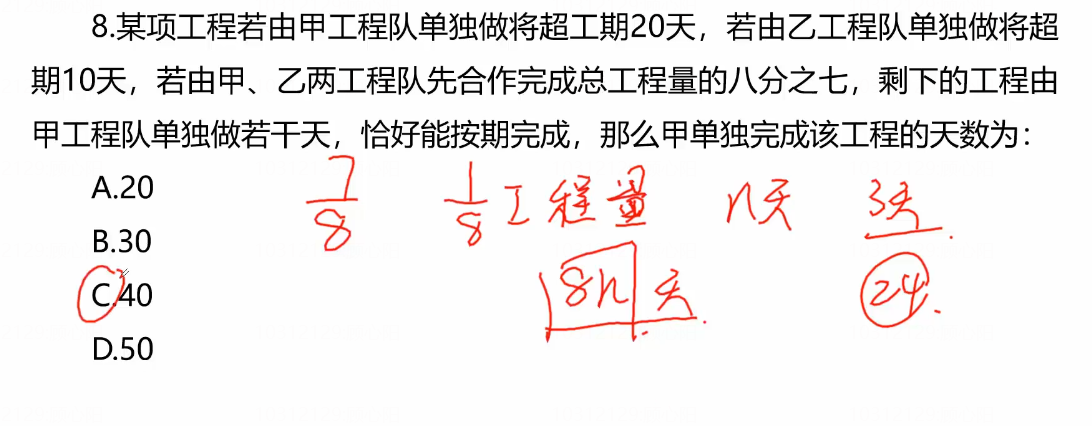 8.某项工程若由甲工程队单独做将超工期20天，若由乙工程队单独做将超
期10天，若由甲、乙两工程队先合作完成总工程量的八分之七，剩下的工程由
甲工程队单独做若干天，恰好能按期完成，那么甲单独完成该工程的天数为：
A.20
7/8 1/8 工程量 n天 3天
B.30
8n 天 24
C.40
D.50